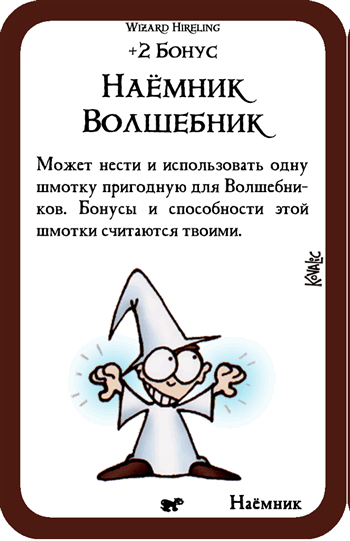 Wizard Hireling
+2 Бонус
Наёмник
Волшебник
Может нести и использовать одну
шмотку пригодную для Волшебни-
ков. Бонусы и способности этой
шмотки считаются твоими.
Kovalic
Наёмник